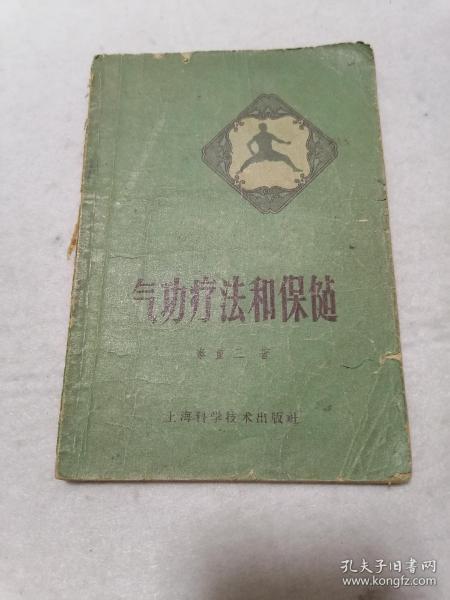 气功疗法和保健
秦重三 著
上海科学技术出版社
孔夫子旧书网
www.kongfz.com